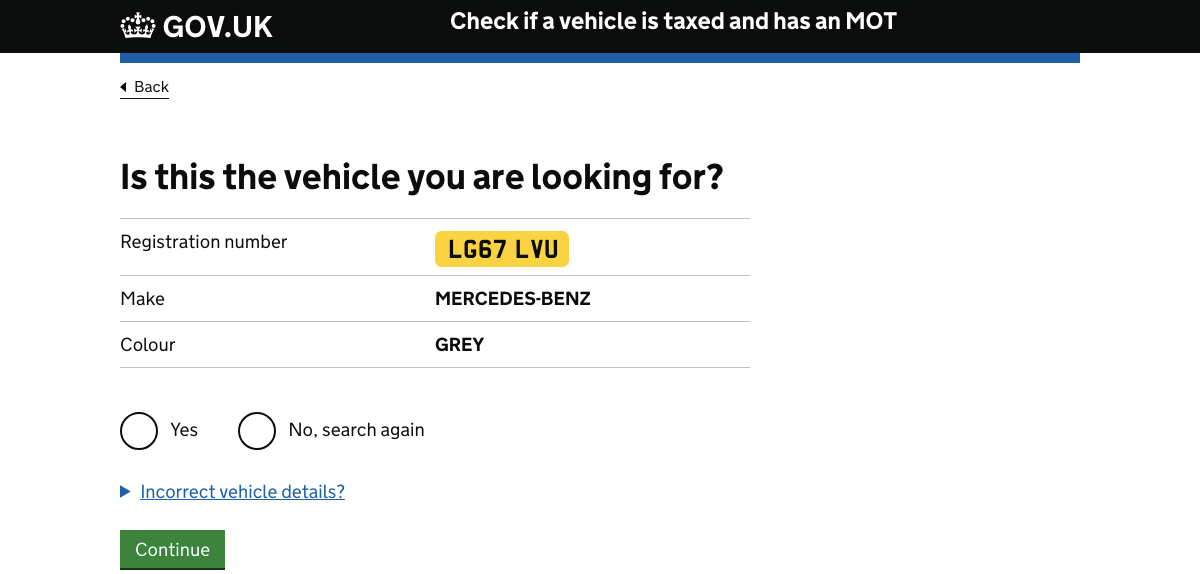 GOV.UK
Check if a vehicle is taxed and has an MOT
Back
Is this the vehicle you are looking for?
Registration number LG67 LVU
Make MERCEDES-BENZ
Colour GREY
Yes No, search again
Incorrect vehicle details?
Continue